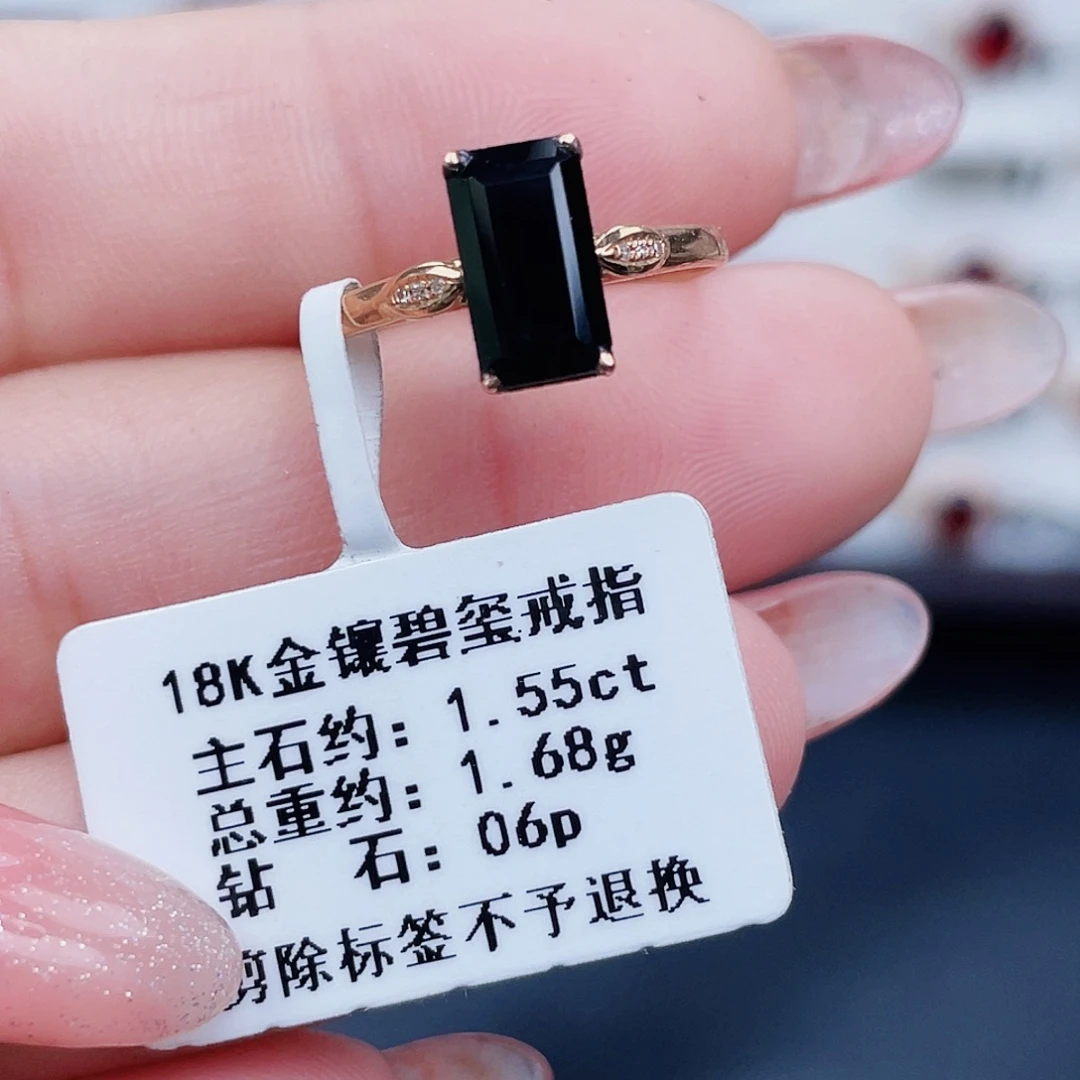 18K金镶碧玺戒指
主石约: 1.55ct
总重约: 1.68g
钻 石: 06p
剪除标签不予退换